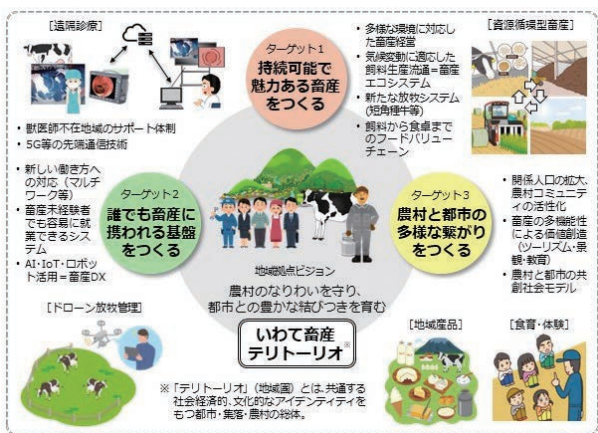 [遠隔診療]
• 獣医師不在地域のサポート体制
• 5G等の先端通信技術
ターゲット1
持続可能で
魅力ある畜産
をつくる
• 多様な環境に対応し
た畜産経営
• 気候変動に適応した
飼料生産流通=畜産
エコシステム
• 新たな放牧システム
(短角種牛等)
• 飼料から食卓まで
のフードバリュー
チェーン
[資源循環型畜産]
• 新しい働き方へ
の対応(マルチ
ワーク等)
• 畜産未経験者
でも容易に就
業できるシス
テム
• AI・IoT・ロボッ
ト活用=畜産DX
ターゲット2
誰でも畜産に
携われる基盤
をつくる
ターゲット3
農村と都市の
多様な繋がり
をつくる
• 関係人口の拡大、
農村コミュニテ
ィの活性化
• 畜産の多機能性
による価値創造
(ツーリズム・景
観・教育)
• 農村と都市の共
創社会モデル
地域拠点ビジョン
農村のなりわいを守り、
都市との豊かな結びつきを育む
いわて畜産
テリトーリオ※
[ドローン放牧管理]
[地域産品]
[食育・体験]
※「テリトーリオ」(地域圏)とは、共通する
社会経済的、文化的なアイデンティティを
もつ都市・集落・農村の総体。